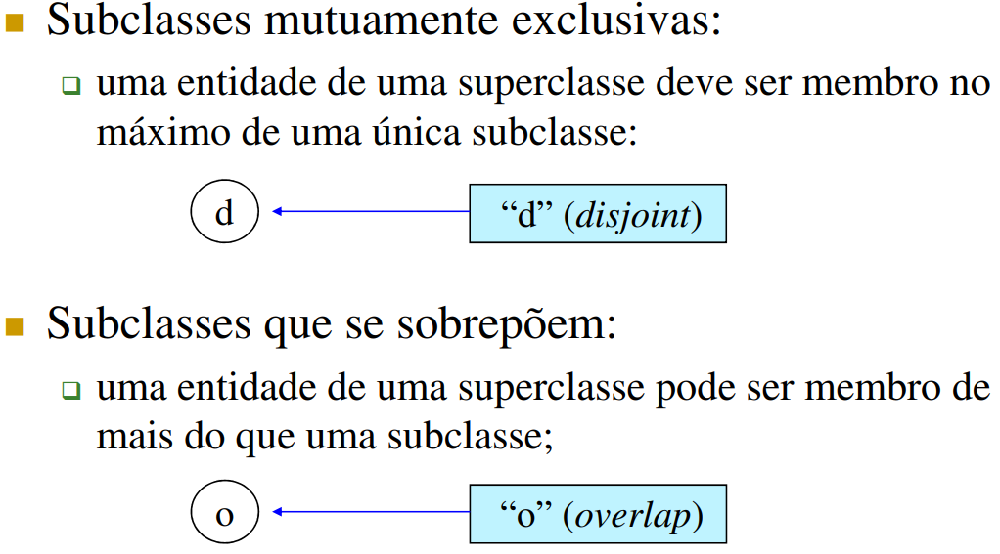 Subclasses mutuamente exclusivas:
uma entidade de uma superclasse deve ser membro no
máximo de uma única subclasse:
d
“d” (disjoint)
Subclasses que se sobrepõem:
uma entidade de uma superclasse pode ser membro de
mais do que uma subclasse;
o
“o” (overlap)